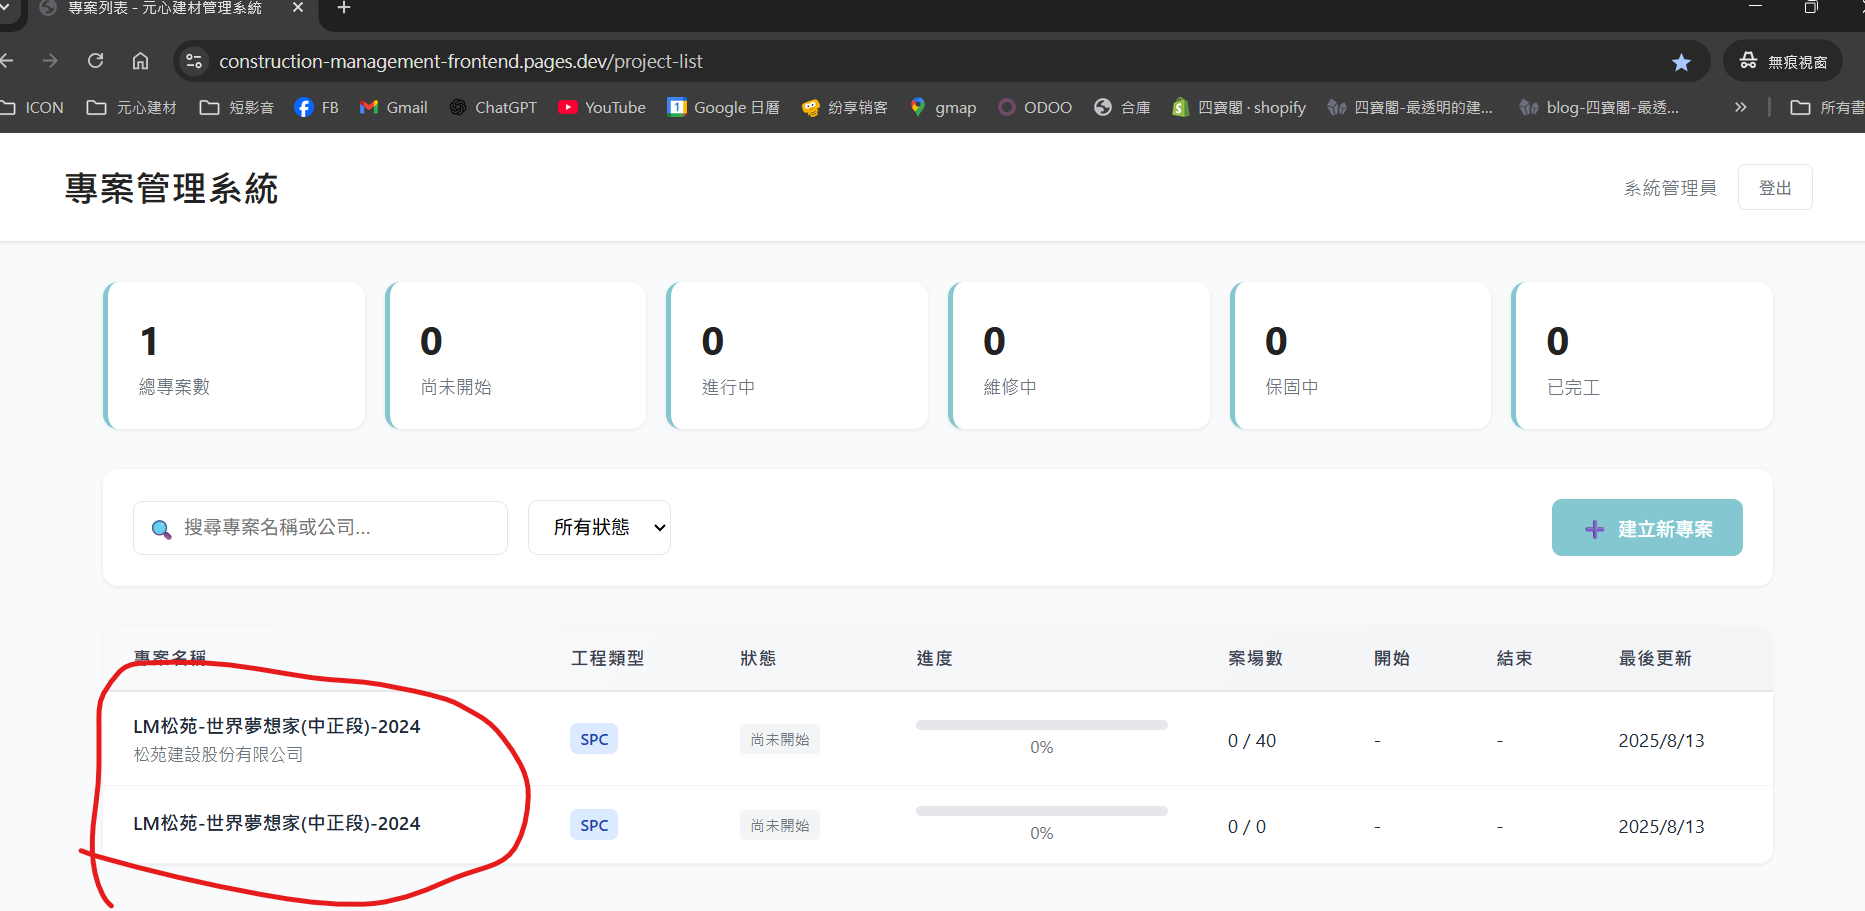 專案列表 - 元心建材管理系統
construction-management-frontend.pages.dev/project-list
無痕視窗
ICON
元心建材
短影音
FB
Gmail
ChatGPT
YouTube
Google 日曆
纷享销客
gmap
ODOO
合庫
四寶閣 · shopify
四寶閣-最透明的建...
blog-四寶閣-最透...
所有書
專案管理系統
系統管理員
登出
1
總專案數
0
尚未開始
0
進行中
0
維修中
0
保固中
0
已完工
搜尋專案名稱或公司...
所有狀態
建立新專案
專案名稱 工程類型 狀態 進度 案場數 開始 結束 最後更新
LM松苑-世界夢想家(中正段)-2024
松苑建設股份有限公司
SPC
尚未開始
0%
0 / 40
-
-
2025/8/13
LM松苑-世界夢想家(中正段)-2024
SPC
尚未開始
0%
0 / 0
-
-
2025/8/13